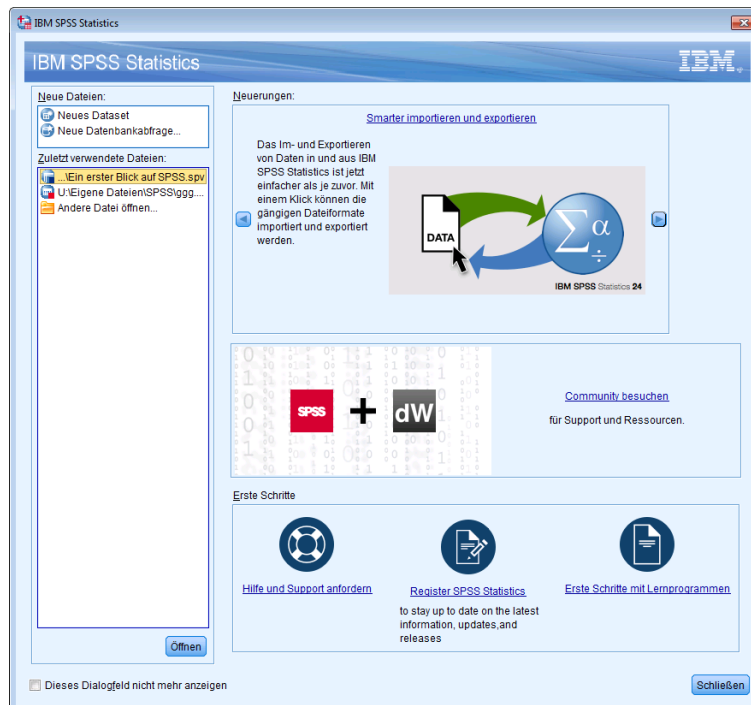 IBM SPSS Statistics
IBM SPSS Statistics
IBM
Neue Dateien:
Neues Dataset
Neue Datenbankabfrage...
Zuletzt verwendete Dateien:
...\Ein erster Blick auf SPSS.spv
U:\Eigene Dateien\SPSS\ggg....
Andere Datei öffnen...
Öffnen
Neuerungen:
Smarter importieren und exportieren
Das Im- und Exportieren
von Daten in und aus IBM
SPSS Statistics ist jetzt
einfacher als je zuvor. Mit
einem Klick können die
gängigen Dateiformate
importiert und exportiert
werden.
DATA
Σ α ÷
IBM SPSS Statistics 24
SPSS + dW
Community besuchen
für Support und Ressourcen.
Erste Schritte
Hilfe und Support anfordern
Register SPSS Statistics
to stay up to date on the latest
information, updates,and
releases
Erste Schritte mit Lernprogrammen
Dieses Dialogfeld nicht mehr anzeigen
Schließen